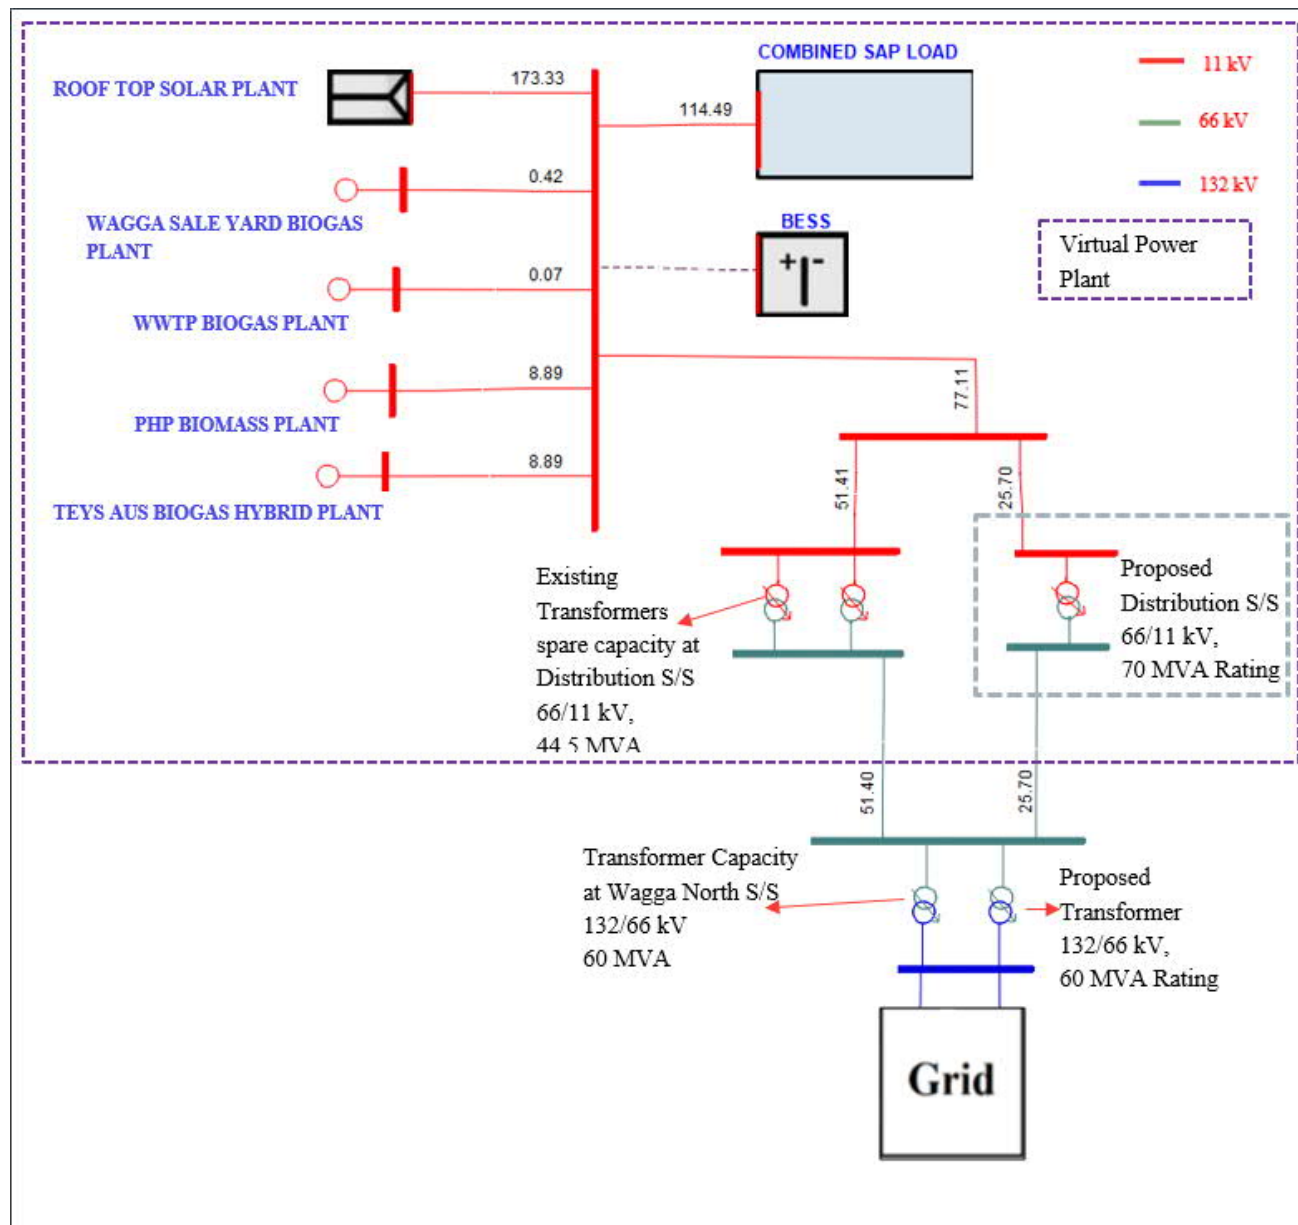 COMBINED SAP LOAD
11 kV
ROOF TOP SOLAR PLANT
173.33
114.49
66 kV
132 kV
0.42
WAGGA SALE YARD BIOGAS
PLANT
BESS
+ -
Virtual Power
Plant
0.07
WWTP BIOGAS PLANT
8.89
PHP BIOMASS PLANT
77.11
8.89
TEYS AUS BIOGAS HYBRID PLANT
51.41
25.70
Existing
Transformers
spare capacity at
Distribution S/S
66/11 kV,
44.5 MVA
Proposed
Distribution S/S
66/11 kV,
70 MVA Rating
51.40
25.70
Transformer Capacity
at Wagga North S/S
132/66 kV
60 MVA
Proposed
Transformer
132/66 kV,
60 MVA Rating
Grid